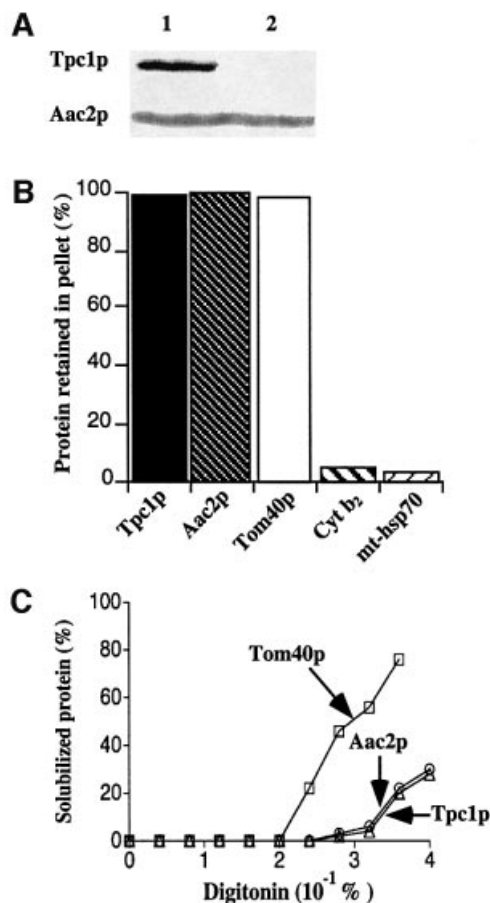 A
1 2
Tpc1p
Aac2p
B
Protein retained in pellet (%)
100
80
60
40
20
0
Tpc1p
Aac2p
Tom40p
Cyt b₂
mt-hsp70
C
Solubilized protein (%)
100
80
60
40
20
0
Tom40p
Aac2p
Tpc1p
0 1 2 3 4
Digitonin (10⁻¹ %)